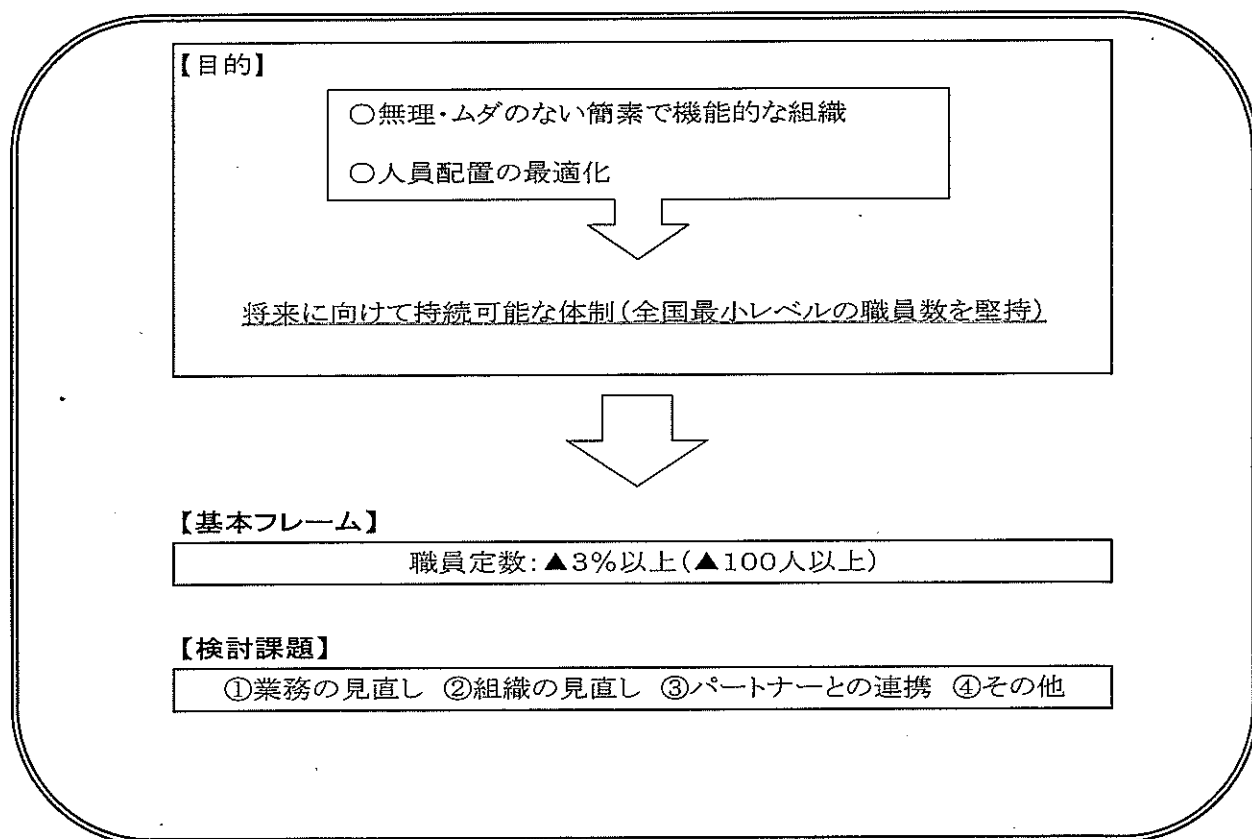 【目的】
○無理・ムダのない簡素で機能的な組織
○人員配置の最適化
将来に向けて持続可能な体制(全国最小レベルの職員数を堅持)
【基本フレーム】
職員定数:▲3%以上(▲100人以上)
【検討課題】
①業務の見直し ②組織の見直し ③パートナーとの連携 ④その他